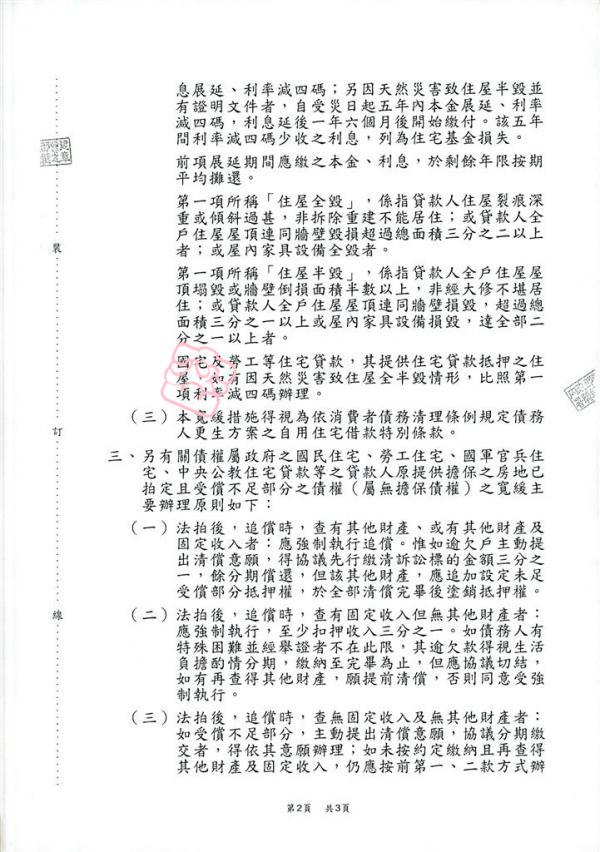 息展延、利率減四碼；另因天然災害致住屋半毀並
有證明文件者，自受災日起五年內本金展延、利率
減四碼，利息延後一年六個月後開始繳付。該五年
間利率減四碼少收之利息，列為住宅基金損失。
前項展延期間應繳之本金、利息，於剩餘年限按期
平均攤還。
第一項所稱「住屋全毀」，係指貸款人住屋裂痕深
重或傾斜過甚，非拆除重建不能居住；或貸款人全
戶住屋屋頂連同牆壁毀損超過總面積三分之二以上
者；或屋內家具設備全毀者。
第一項所稱「住屋半毀」，係指貸款人全戶住屋屋
頂塌毀或牆壁倒損面積半數以上，非經大修不堪居
住；或貸款人全戶住屋屋頂連同牆壁毀損，超過總
面積三分之一以上或屋內家具設備損毀，達全部二
分之一以上者。
國宅及勞工等住宅貸款，其提供住宅貸款抵押之住
屋，如有因天然災害致住屋全半毀情形，比照第一
項利率減四碼辦理。
（三）本寬緩措施得視為依消費者債務清理條例規定債務
人更生方案之自用住宅借款特別條款。
三、另有關債權屬政府之國民住宅、勞工住宅、國軍官兵住
宅、中央公教住宅貸款等之貸款人原提供擔保之房地已
拍定且受償不足部分之債權（屬無擔保債權）之寬緩主
要辦理原則如下：
（一）法拍後，追償時，查有其他財產、或有其他財產及
固定收入者：應強制執行追償。惟如逾欠戶主動提
出清償意願，得協議先行繳清訴訟標的金額三分之
一，餘分期償還，但該其他財產，應追加設定未足
受償部分抵押權，於全部清償完畢後塗銷抵押權。
（二）法拍後，追償時，查有固定收入但無其他財產者：
應強制執行，至少扣押收入三分之一。如債務人有
特殊困難並經舉證者不在此限，其逾欠款得視生活
負擔酌情分期，繳納至完畢為止，但應協議切結，
如有再查得其他財產，願提前清償，否則同意受強
制執行。
（三）法拍後，追償時，查無固定收入及無其他財產者：
如受償不足部分，主動提出清償意願，協議分期繳
交者，得依其意願辦理；如未按約定繳納且再查得
其他財產及固定收入，仍應按前第一、二款方式辦
裝
訂
線
第2頁 共3頁